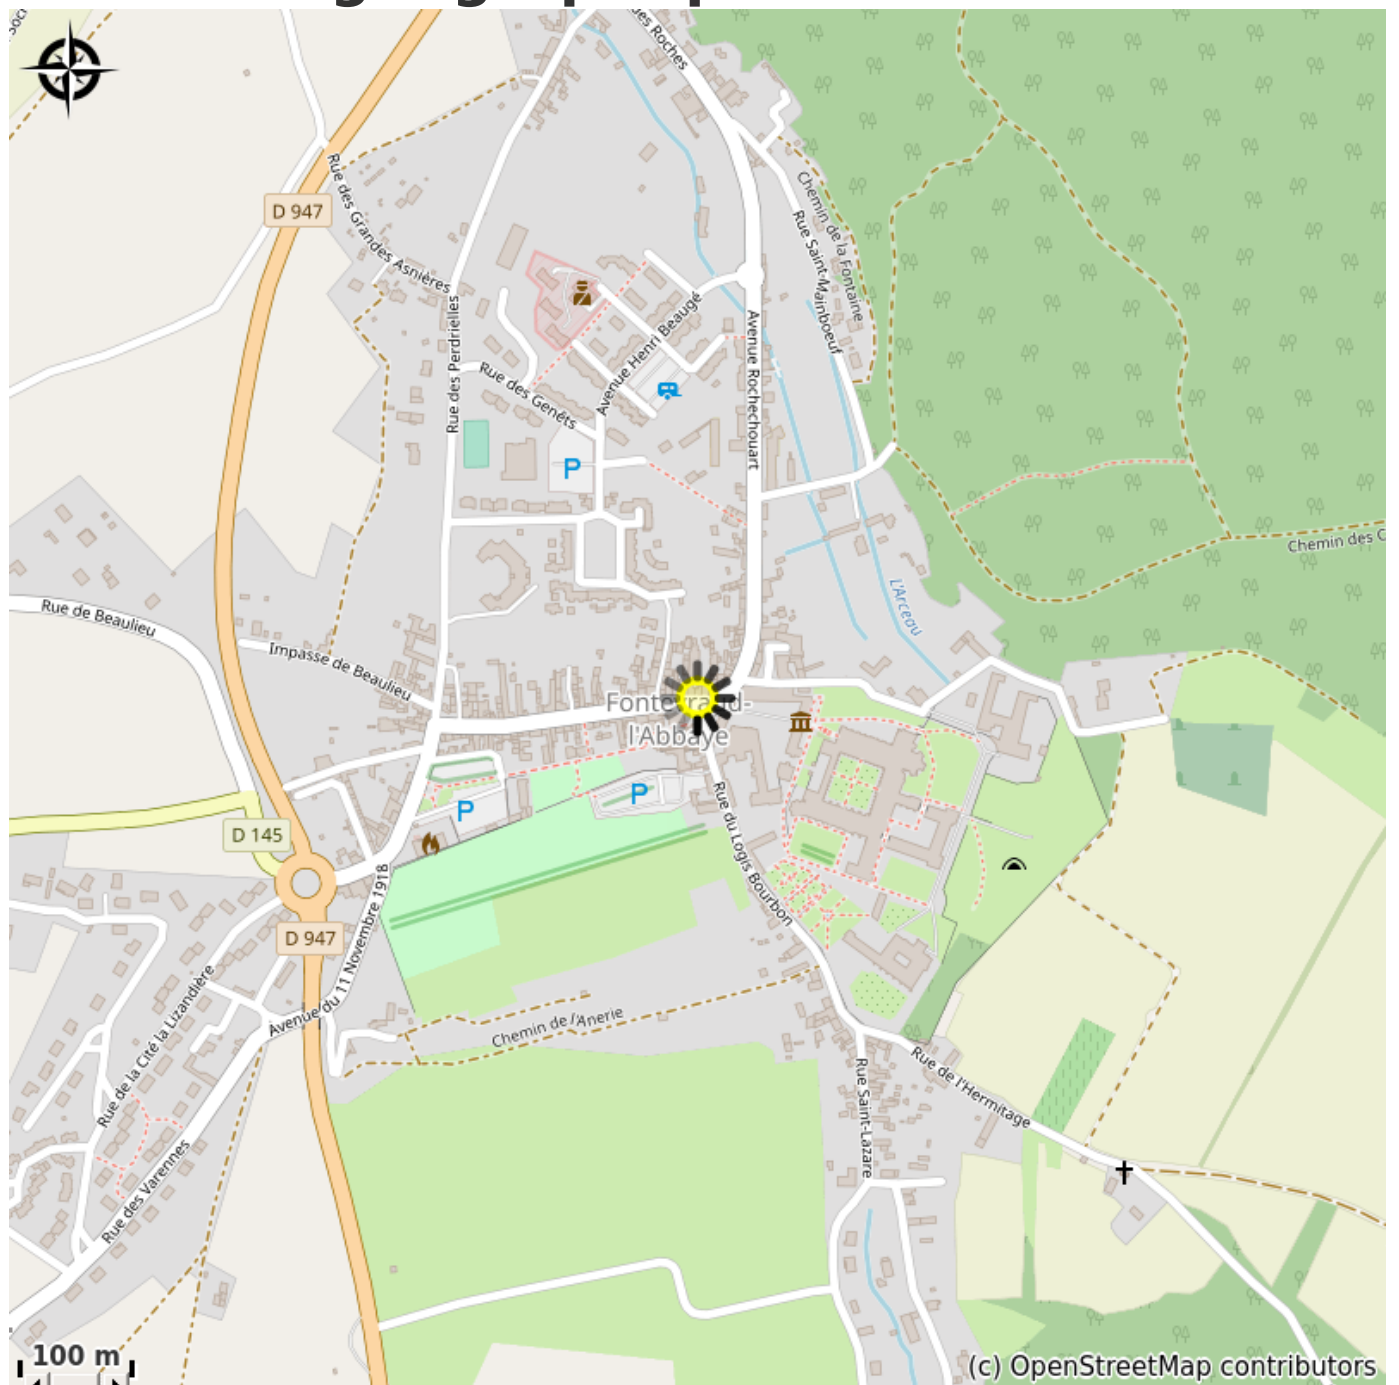 des Roches
D 947
Rue des Grandes Asnières
Chemin de la Fontaine
Rue Saint-Mainboeuf
Rue des Perdrielles
Avenue Henri Beaugé
Avenue Rochechouart
Rue des Genêts
P
Chemin des C
L'Arceau
Rue de Beaulieu
Impasse de Beaulieu
Fontevraud-
l'Abbaye
P
P
D 145
Rue du Logis Bourbon
Avenue du 11 Novembre 1918
D 947
Rue de la Cité la Lizandière
Chemin de l'Anerie
Rue de l'Hermitage
Rue Saint-Lazare
Rue des Varennes
100 m
(c) OpenStreetMap contributors